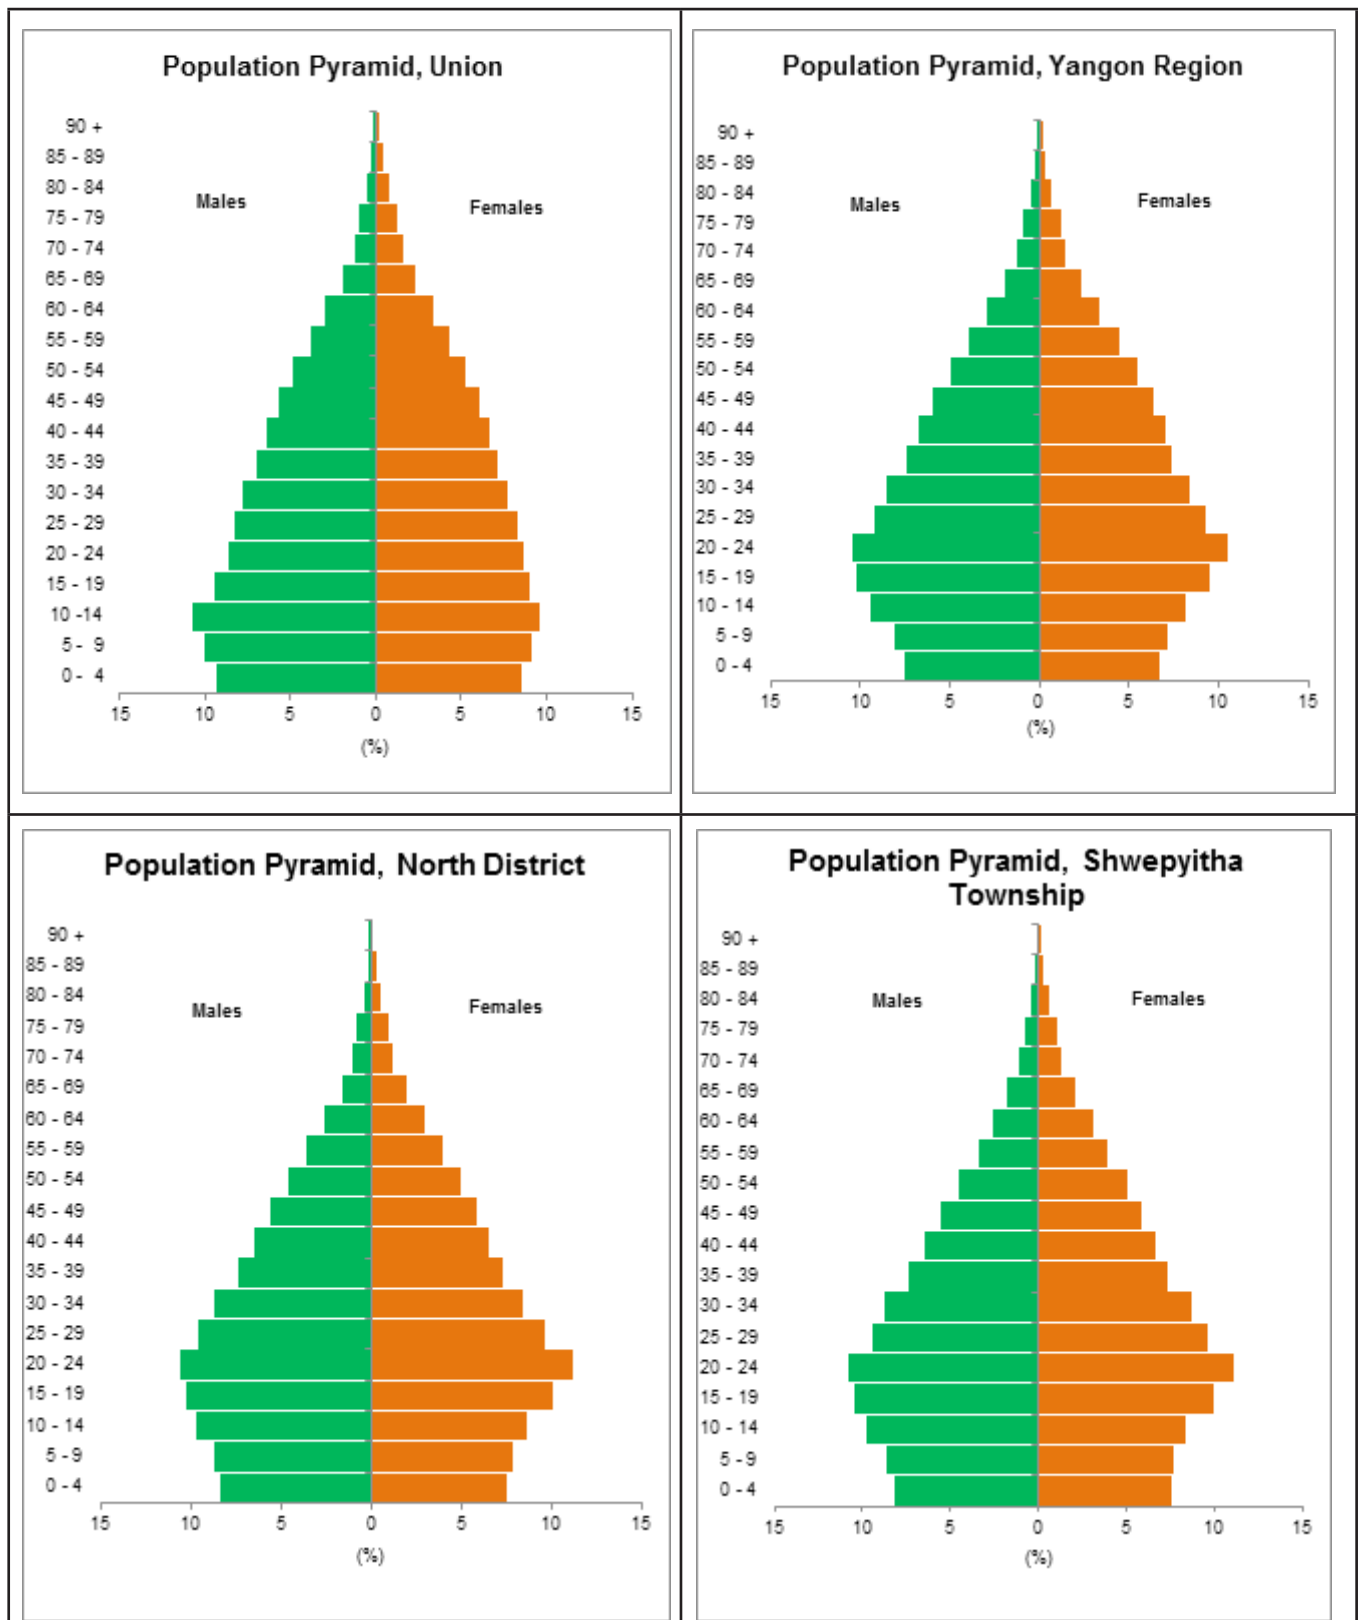 Population Pyramid, Union
90 +
85 - 89
80 - 84
75 - 79
70 - 74
65 - 69
60 - 64
55 - 59
50 - 54
45 - 49
40 - 44
35 - 39
30 - 34
25 - 29
20 - 24
15 - 19
10 -14
5 -  9
0 -  4
Males
Females
15 10 5 0 5 10 15
(%)
Population Pyramid, Yangon Region
90 +
85 - 89
80 - 84
75 - 79
70 - 74
65 - 69
60 - 64
55 - 59
50 - 54
45 - 49
40 - 44
35 - 39
30 - 34
25 - 29
20 - 24
15 - 19
10 - 14
5 - 9
0 - 4
Males
Females
15 10 5 0 5 10 15
(%)
Population Pyramid,  North District
90 +
85 - 89
80 - 84
75 - 79
70 - 74
65 - 69
60 - 64
55 - 59
50 - 54
45 - 49
40 - 44
35 - 39
30 - 34
25 - 29
20 - 24
15 - 19
10 - 14
5 - 9
0 - 4
Males
Females
15 10 5 0 5 10 15
(%)
Population Pyramid,  Shwepyitha
Township
90 +
85 - 89
80 - 84
75 - 79
70 - 74
65 - 69
60 - 64
55 - 59
50 - 54
45 - 49
40 - 44
35 - 39
30 - 34
25 - 29
20 - 24
15 - 19
10 - 14
5 - 9
0 - 4
Males
Females
15 10 5 0 5 10 15
(%)